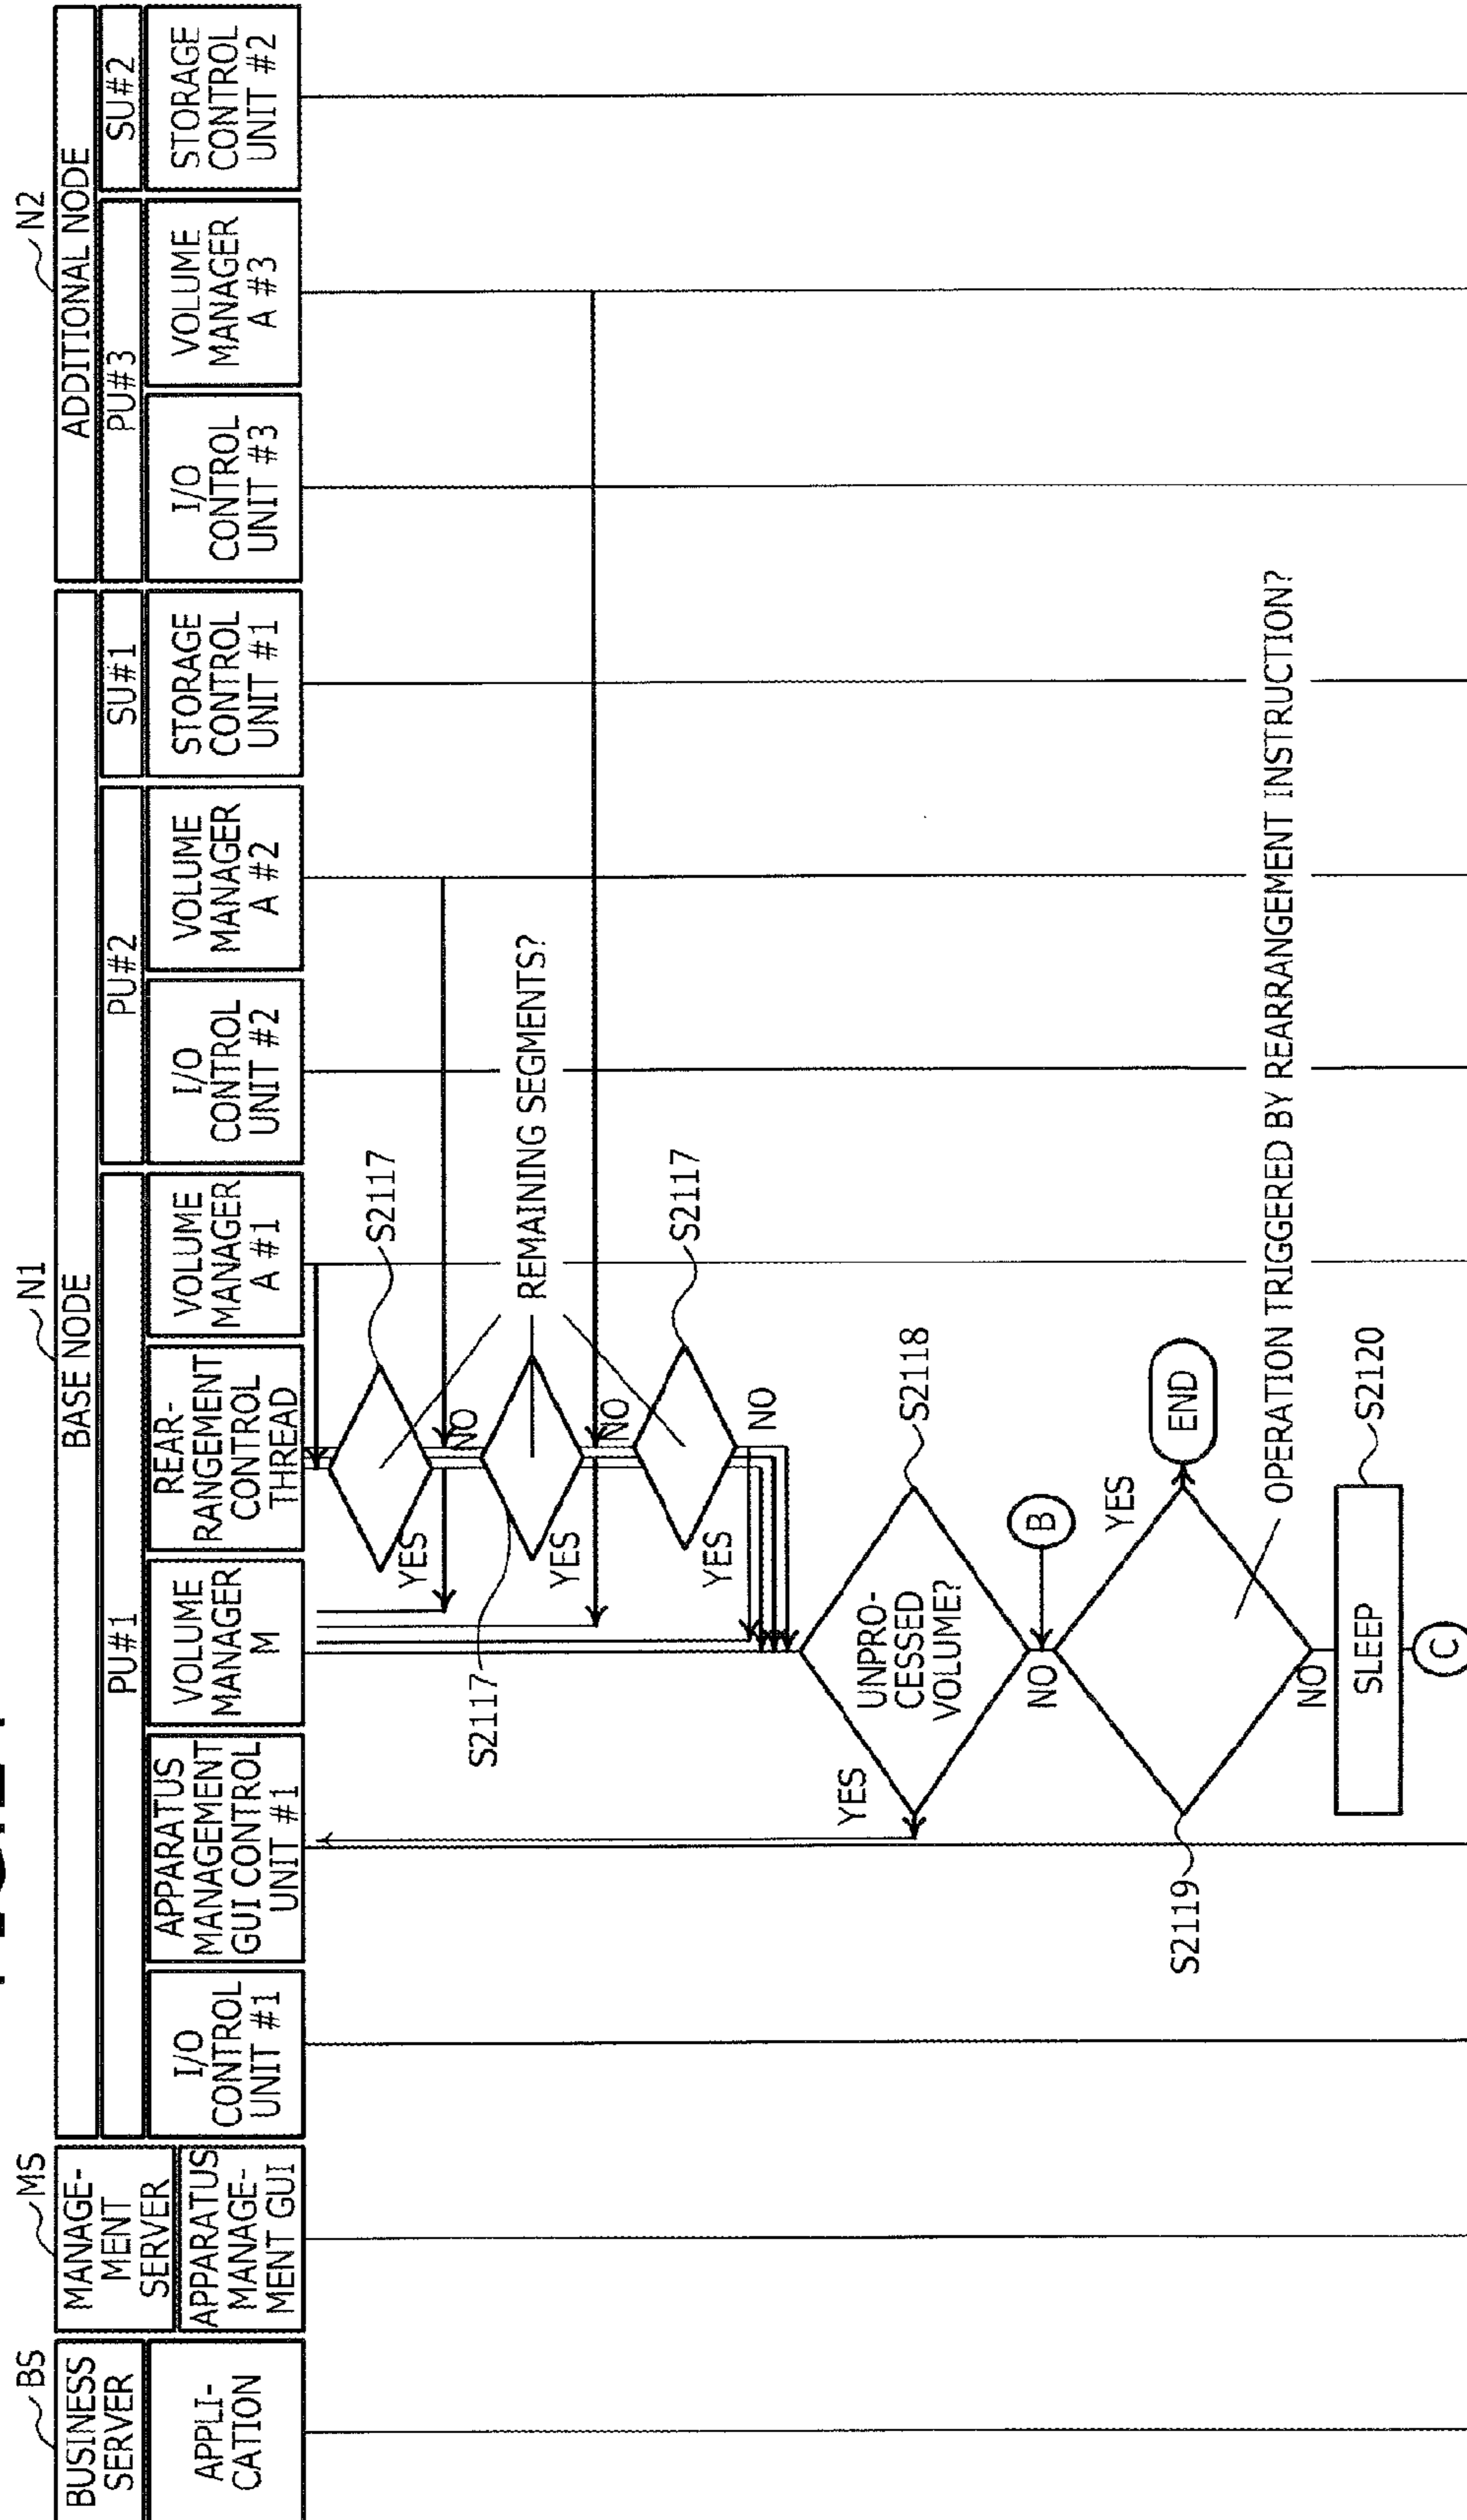 BS
BUSINESS
SERVER
APPLI-
CATION
MS
MANAGE-
MENT
SERVER
APPARATUS
MANAGE-
MENT GUI
N1
BASE NODE
PU#1
I/O
CONTROL
UNIT #1
APPARATUS
MANAGEMENT
GUI CONTROL
UNIT #1
VOLUME
MANAGER
M
REAR-
RANGEMENT
CONTROL
THREAD
VOLUME
MANAGER
A #1
PU#2
I/O
CONTROL
UNIT #2
VOLUME
MANAGER
A #2
SU#1
STORAGE
CONTROL
UNIT #1
N2
ADDITIONAL NODE
PU#3
I/O
CONTROL
UNIT #3
VOLUME
MANAGER
A #3
SU#2
STORAGE
CONTROL
UNIT #2
S2117
YES
NO
S2117
REMAINING SEGMENTS?
YES
NO
S2117
YES
NO
YES
UNPRO-
CESSED
VOLUME?
S2118
NO
B
S2119
YES
END
OPERATION TRIGGERED BY REARRANGEMENT INSTRUCTION?
NO
SLEEP
S2120
C